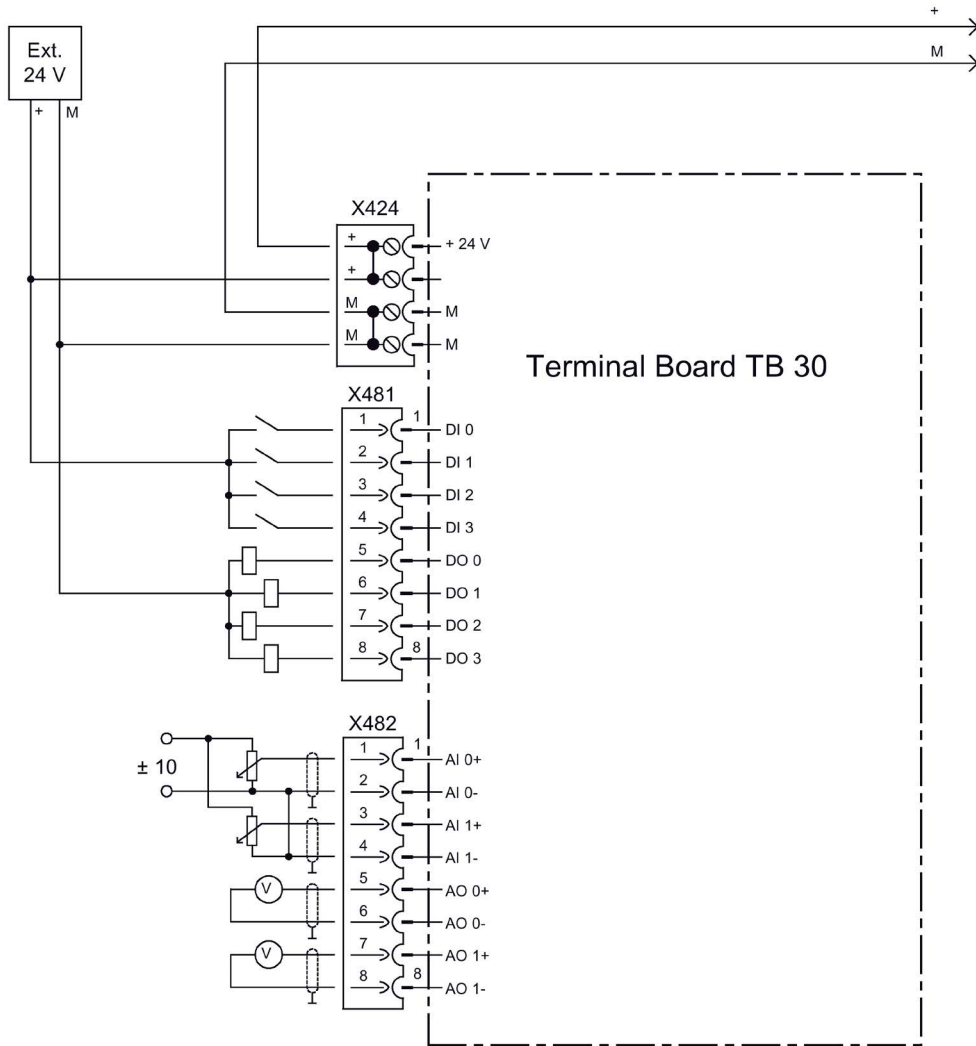 +
M
Ext.
24 V
+ M
X424
+ + 24 V
+
M M
M M
Terminal Board TB 30
X481
1 1 DI 0
2 DI 1
3 DI 2
4 DI 3
5 DO 0
6 DO 1
7 DO 2
8 8 DO 3
X482
± 10
1 1 AI 0+
2 AI 0-
3 AI 1+
4 AI 1-
V 5 AO 0+
6 AO 0-
V 7 AO 1+
8 8 AO 1-